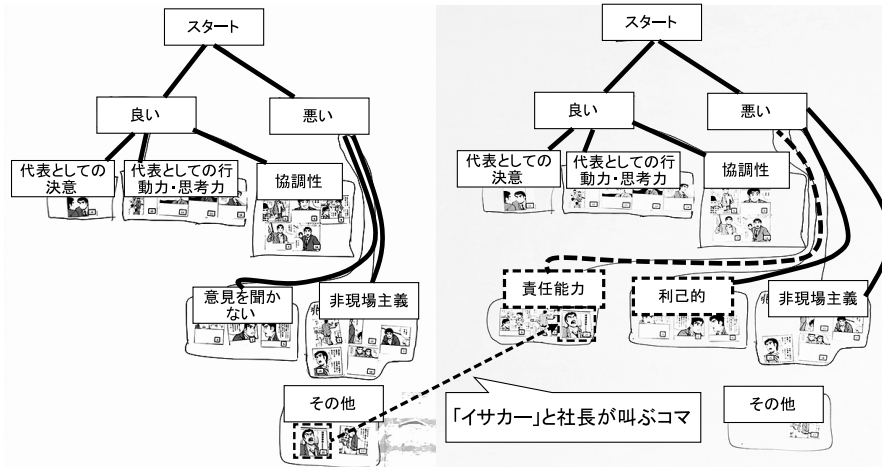 スタート
良い
悪い
代表としての
決意
代表としての行
動力・思考力
協調性
意見を聞か
ない
非現場主義
その他
スタート
良い
悪い
代表としての
決意
代表としての行
動力・思考力
協調性
責任能力
利己的
非現場主義
「イサカー」と社長が叫ぶコマ
その他